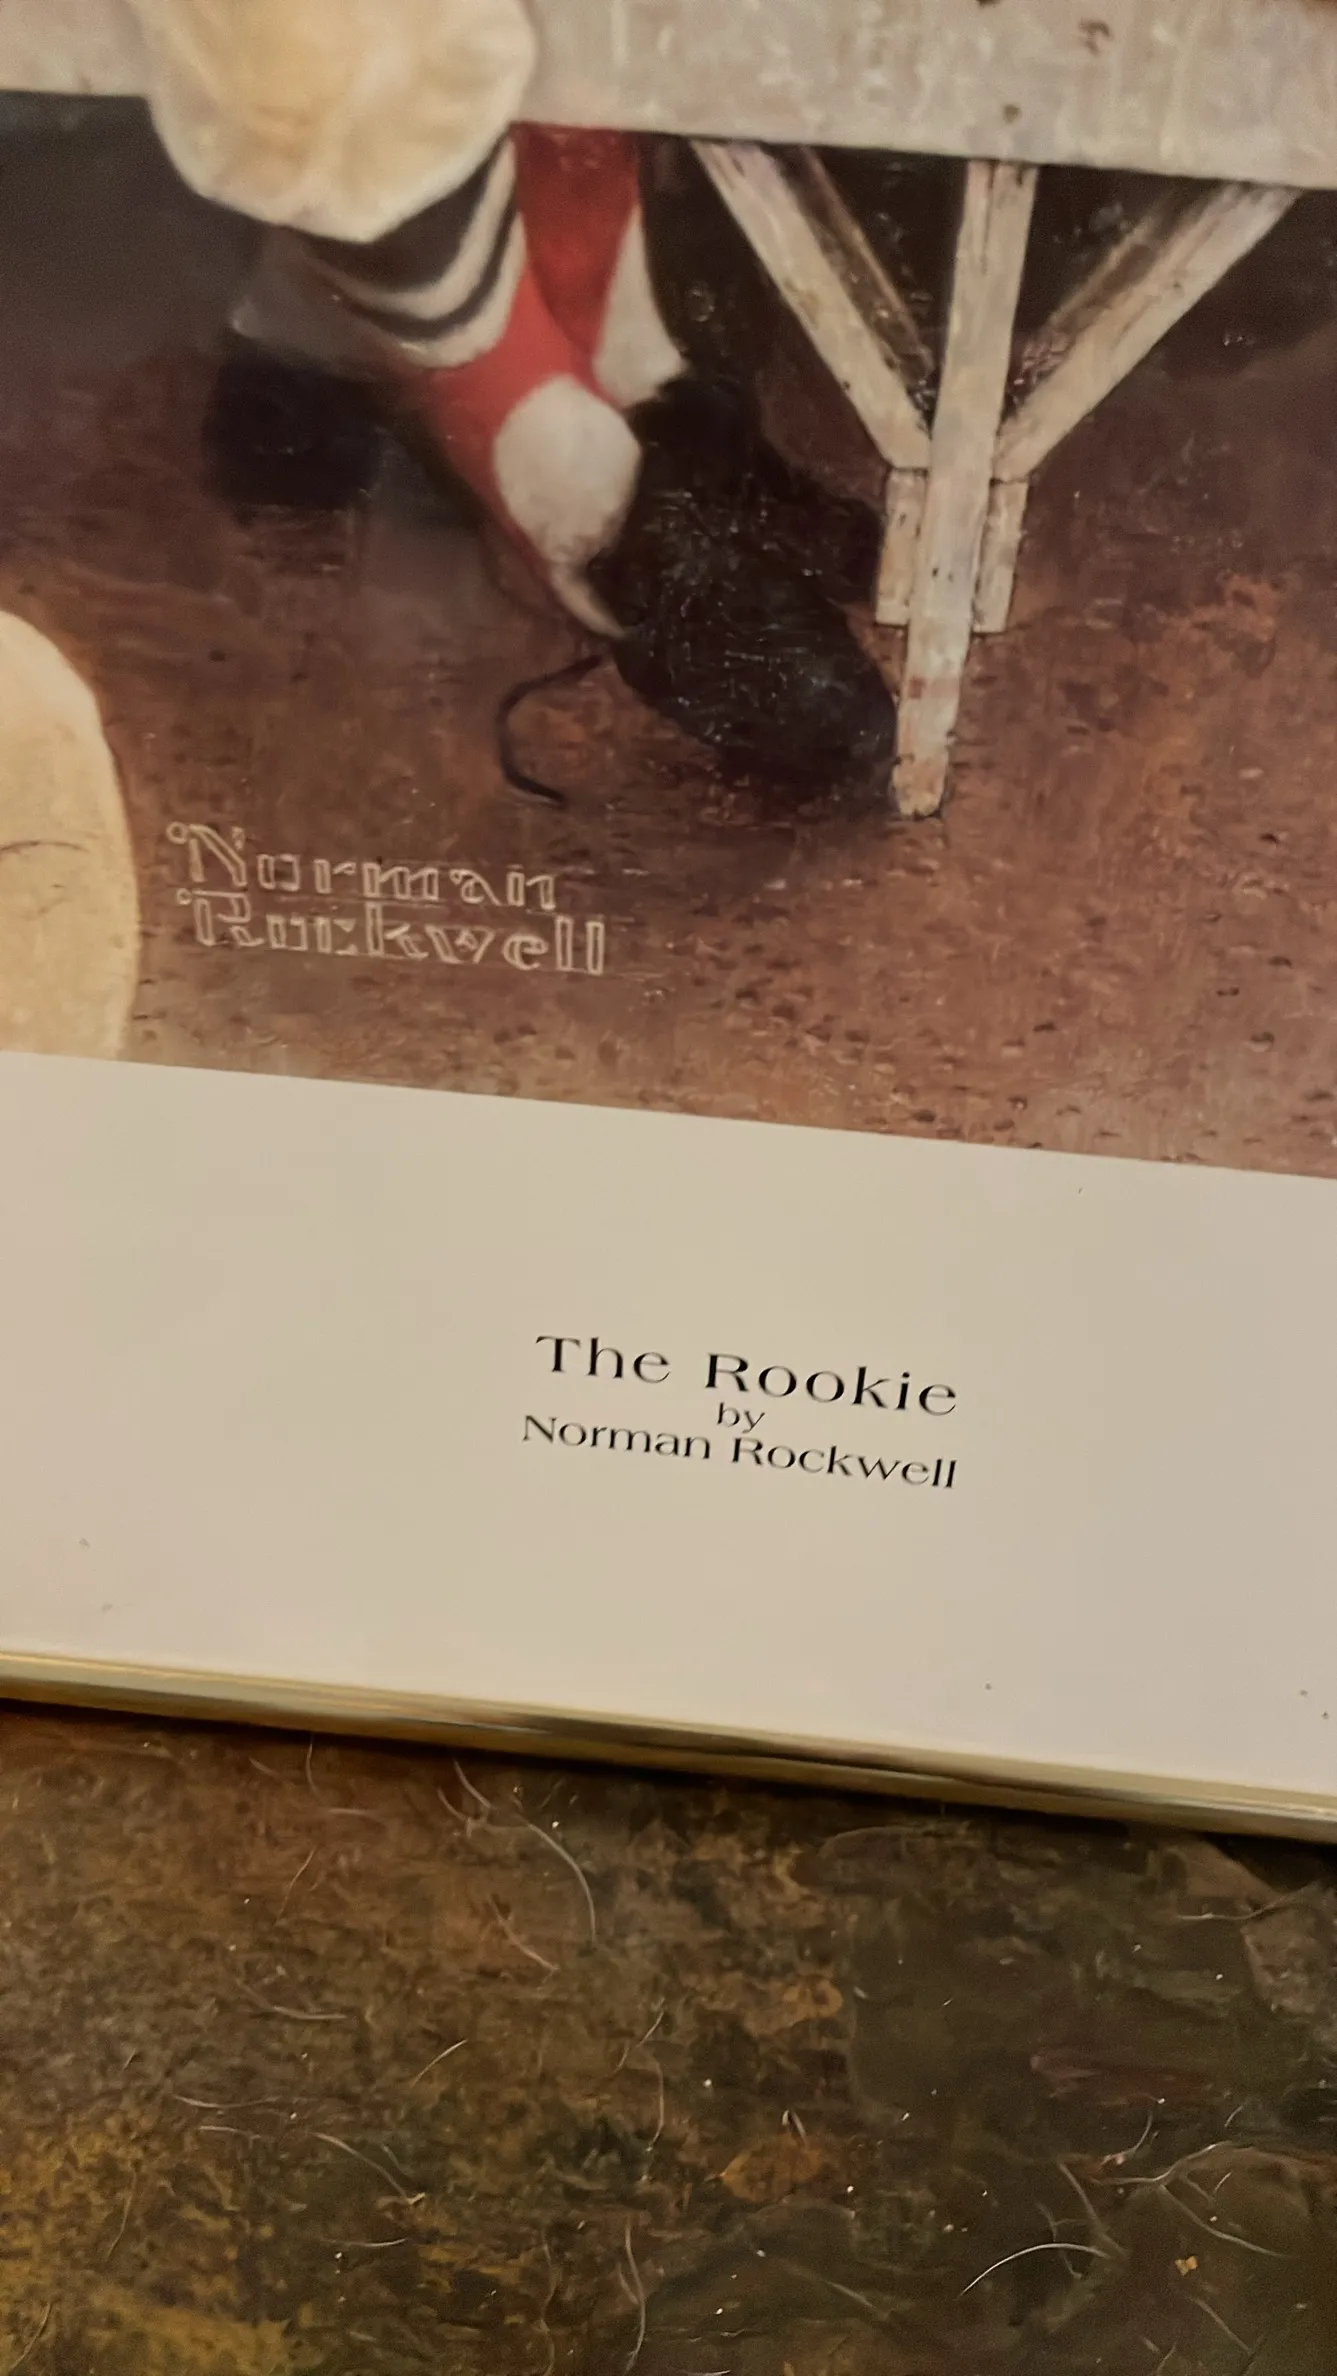 Norman
Rockwell
The Rookie
by
Norman Rockwell